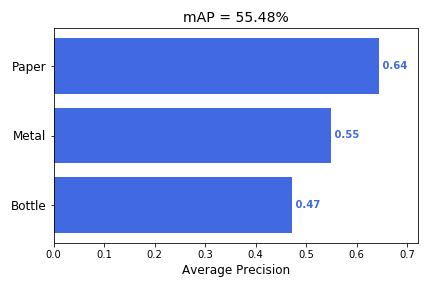 mAP = 55.48%
Paper 0.64
Metal 0.55
Bottle 0.47
0.0 0.1 0.2 0.3 0.4 0.5 0.6 0.7
Average Precision